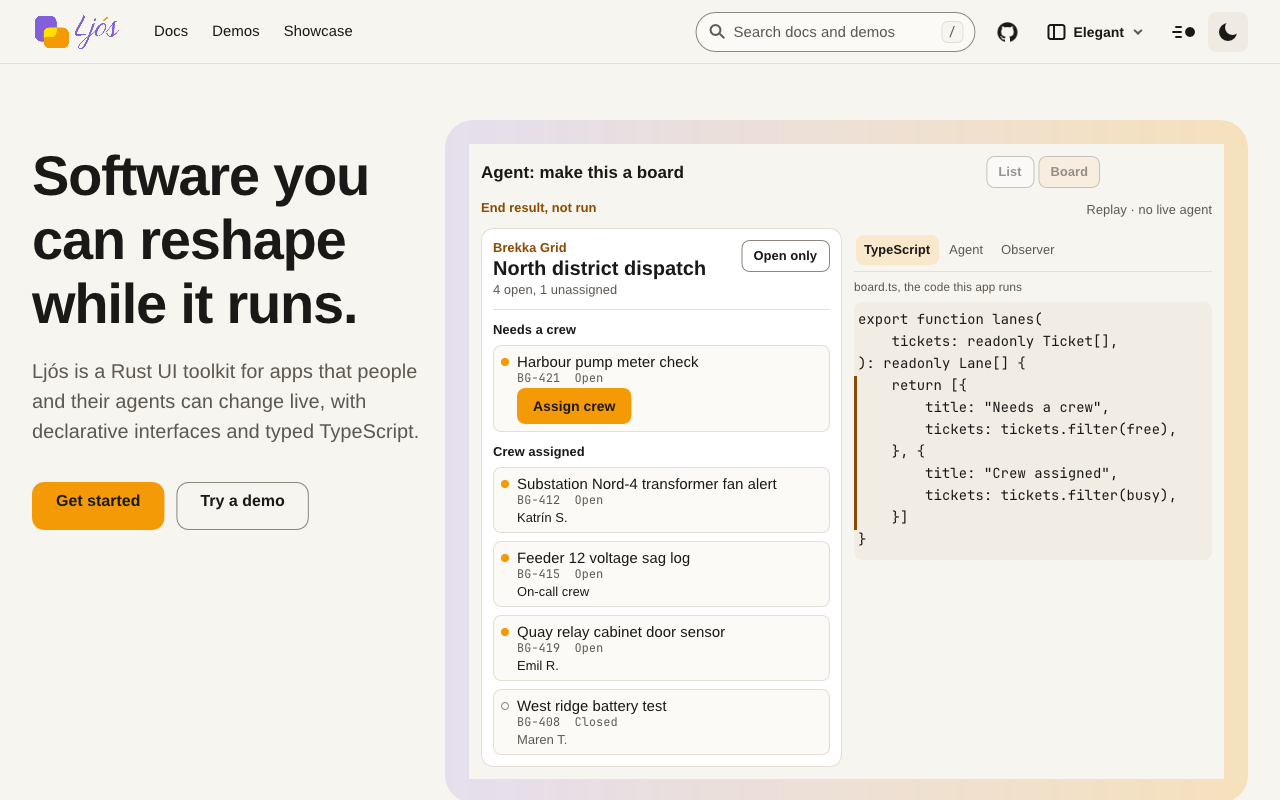 Ljós
Docs
Demos
Showcase
Search docs and demos
/
Elegant
Software you
can reshape
while it runs.
Ljós is a Rust UI toolkit for apps that people
and their agents can change live, with
declarative interfaces and typed TypeScript.
Get started
Try a demo
Agent: make this a board
List
Board
End result, not run
Replay · no live agent
Brekka Grid
North district dispatch
4 open, 1 unassigned
Open only
Needs a crew
Harbour pump meter check
BG-421 Open
Assign crew
Crew assigned
Substation Nord-4 transformer fan alert
BG-412 Open
Katrín S.
Feeder 12 voltage sag log
BG-415 Open
On-call crew
Quay relay cabinet door sensor
BG-419 Open
Emil R.
West ridge battery test
BG-408 Closed
Maren T.
TypeScript
Agent
Observer
board.ts, the code this app runs
export function lanes(
    tickets: readonly Ticket[],
): readonly Lane[] {
    return [{
        title: "Needs a crew",
        tickets: tickets.filter(free),
    }, {
        title: "Crew assigned",
        tickets: tickets.filter(busy),
    }]
}